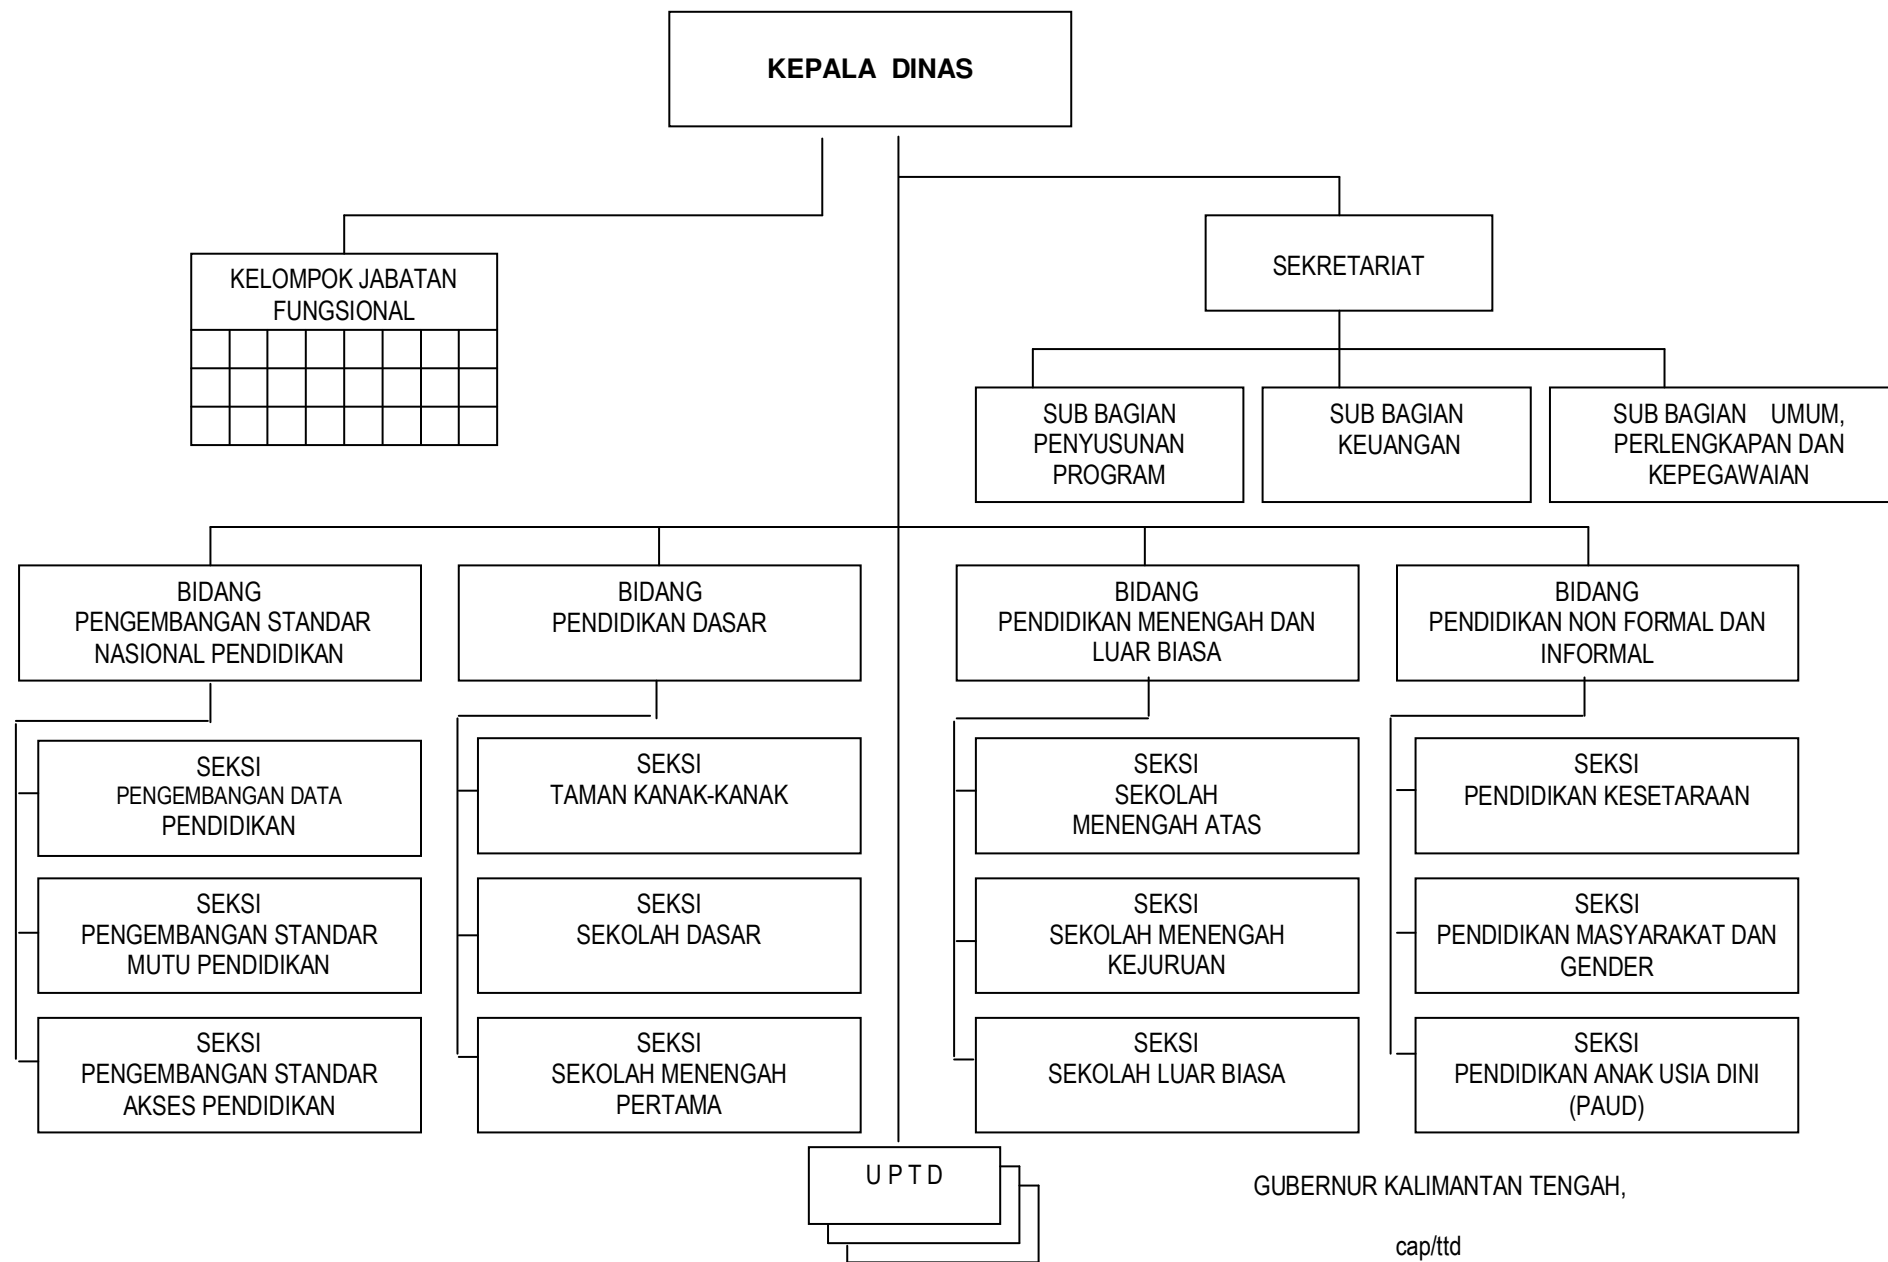 KEPALA DINAS
KELOMPOK JABATAN
FUNGSIONAL
SEKRETARIAT
SUB BAGIAN
PENYUSUNAN
PROGRAM
SUB BAGIAN
KEUANGAN
SUB BAGIAN UMUM,
PERLENGKAPAN DAN
KEPEGAWAIAN
BIDANG
PENGEMBANGAN STANDAR
NASIONAL PENDIDIKAN
BIDANG
PENDIDIKAN DASAR
BIDANG
PENDIDIKAN MENENGAH DAN
LUAR BIASA
BIDANG
PENDIDIKAN NON FORMAL DAN
INFORMAL
SEKSI
PENGEMBANGAN DATA
PENDIDIKAN
SEKSI
TAMAN KANAK-KANAK
SEKSI
SEKOLAH
MENENGAH ATAS
SEKSI
PENDIDIKAN KESETARAAN
SEKSI
PENGEMBANGAN STANDAR
MUTU PENDIDIKAN
SEKSI
SEKOLAH DASAR
SEKSI
SEKOLAH MENENGAH
KEJURUAN
SEKSI
PENDIDIKAN MASYARAKAT DAN
GENDER
SEKSI
PENGEMBANGAN STANDAR
AKSES PENDIDIKAN
SEKSI
SEKOLAH MENENGAH
PERTAMA
SEKSI
SEKOLAH LUAR BIASA
SEKSI
PENDIDIKAN ANAK USIA DINI
(PAUD)
U P T D
GUBERNUR KALIMANTAN TENGAH,
cap/ttd